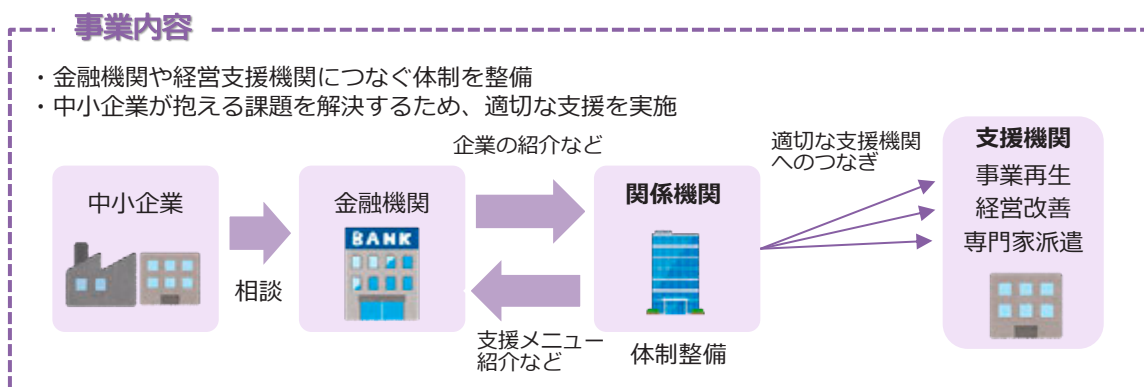 事業内容
・金融機関や経営支援機関につなぐ体制を整備
・中小企業が抱える課題を解決するため、適切な支援を実施
中小企業
相談
金融機関
BANK
企業の紹介など
支援メニュー
紹介など
関係機関
体制整備
適切な支援機関
へのつなぎ
支援機関
事業再生
経営改善
専門家派遣